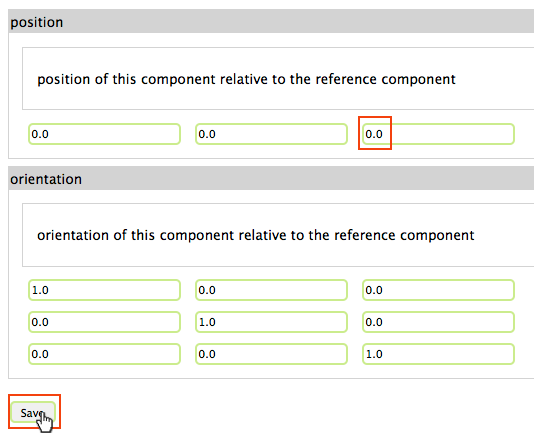 position
position of this component relative to the reference component
0.0 0.0 0.0
orientation
orientation of this component relative to the reference component
1.0 0.0 0.0
0.0 1.0 0.0
0.0 0.0 1.0
Save